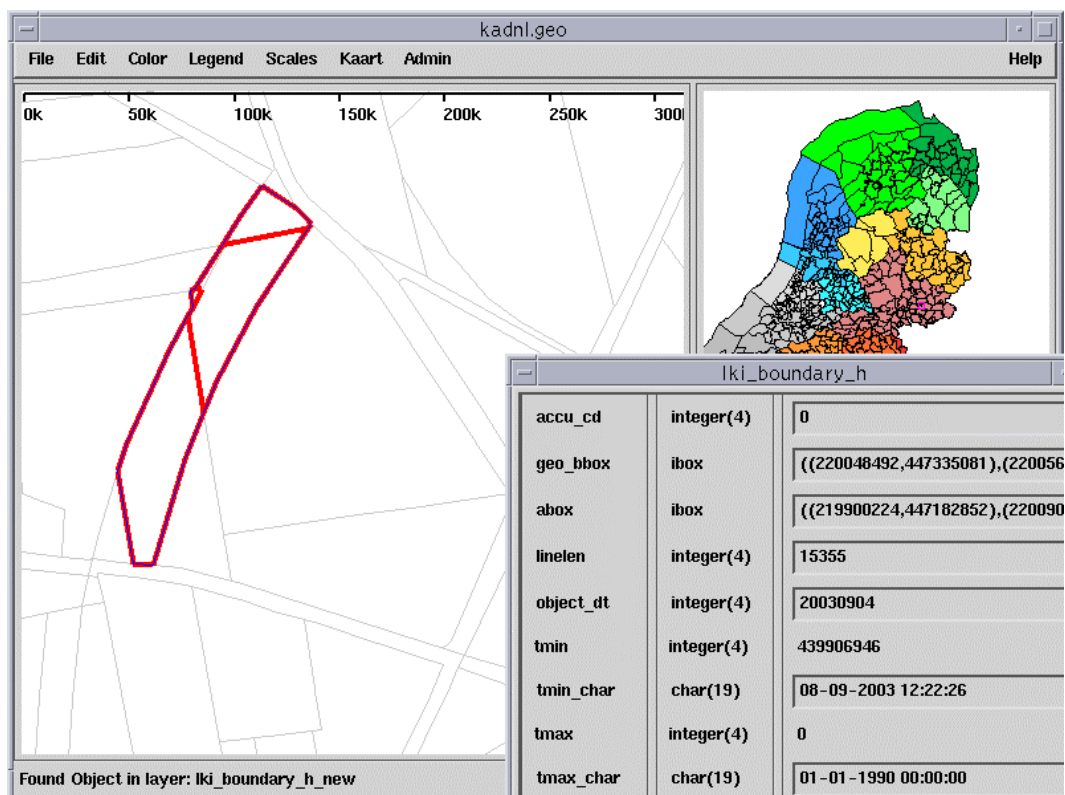 kadnl.geo
File Edit Color Legend Scales Kaart Admin Help
0k 50k 100k 150k 200k 250k 300
lki_boundary_h
accu_cd integer(4) 0
geo_bbox ibox ((220048492,447335081),(220056
abox ibox ((219900224,447182852),(220090
linelen integer(4) 15355
object_dt integer(4) 20030904
tmin integer(4) 439906946
tmin_char char(19) 08-09-2003 12:22:26
tmax integer(4) 0
tmax_char char(19) 01-01-1990 00:00:00
Found Object in layer: lki_boundary_h_new